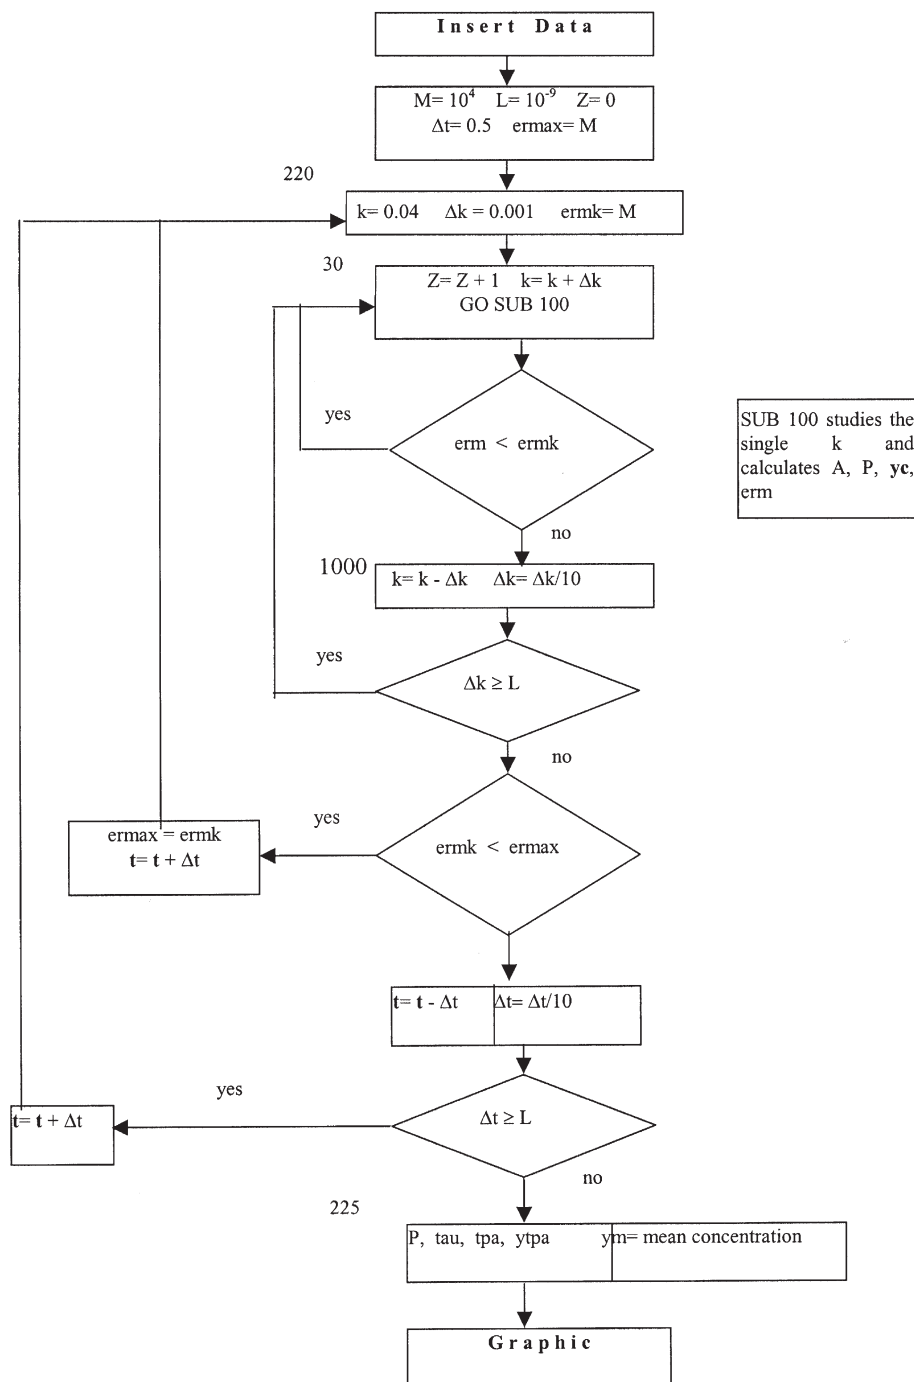 Insert Data
M= 10⁴ L= 10⁻⁹ Z= 0
Δt= 0.5 ermax= M
220
k= 0.04 Δk = 0.001 ermk= M
30
Z= Z + 1 k= k + Δk
GO SUB 100
yes
erm < ermk
SUB 100 studies the
single k and
calculates A, P, yc,
erm
no
1000
k= k - Δk Δk= Δk/10
yes
Δk ≥ L
no
yes
ermax = ermk
t= t + Δt
ermk < ermax
t= t - Δt Δt= Δt/10
yes
t= t + Δt
Δt ≥ L
no
225
P, tau, tpa, ytpa ym= mean concentration
Graphic